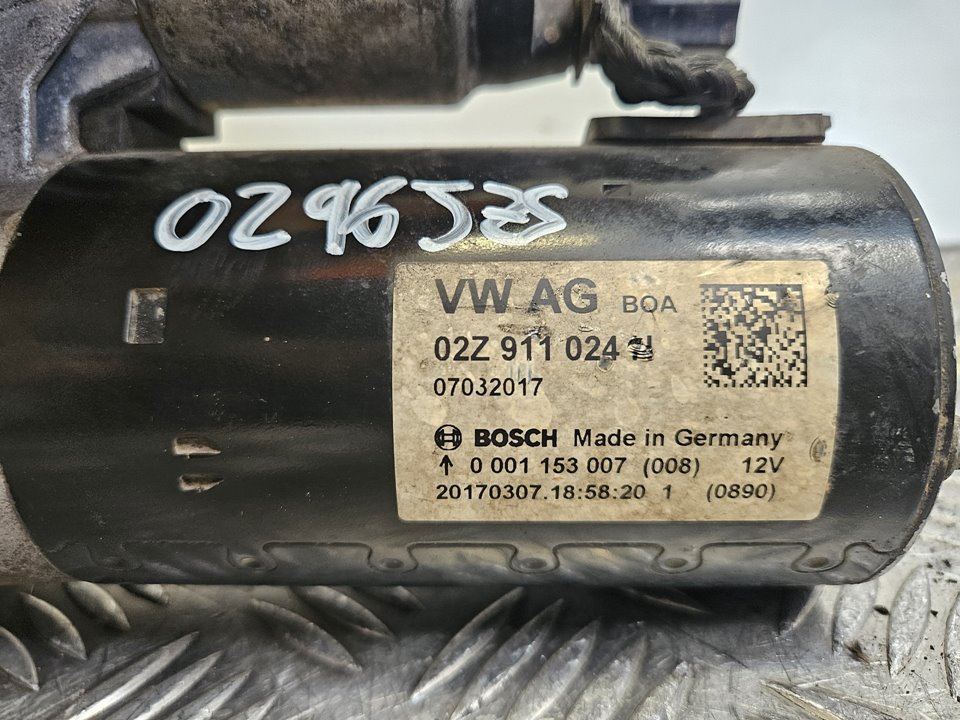 0296JZS
VW AG BOA
02Z 911 024
07032017
BOSCH Made in Germany
↑ 0 001 153 007 (008) 12V
20170307.18:58:20 1 (0890)